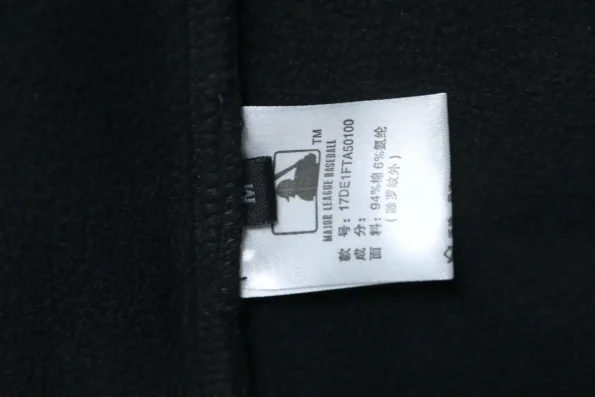 TM
MAJOR LEAGUE BASEBALL
款 号：17DE1FTA50100
成 分：
面 料：94%棉 6%氨纶
（除罗纹外）
M